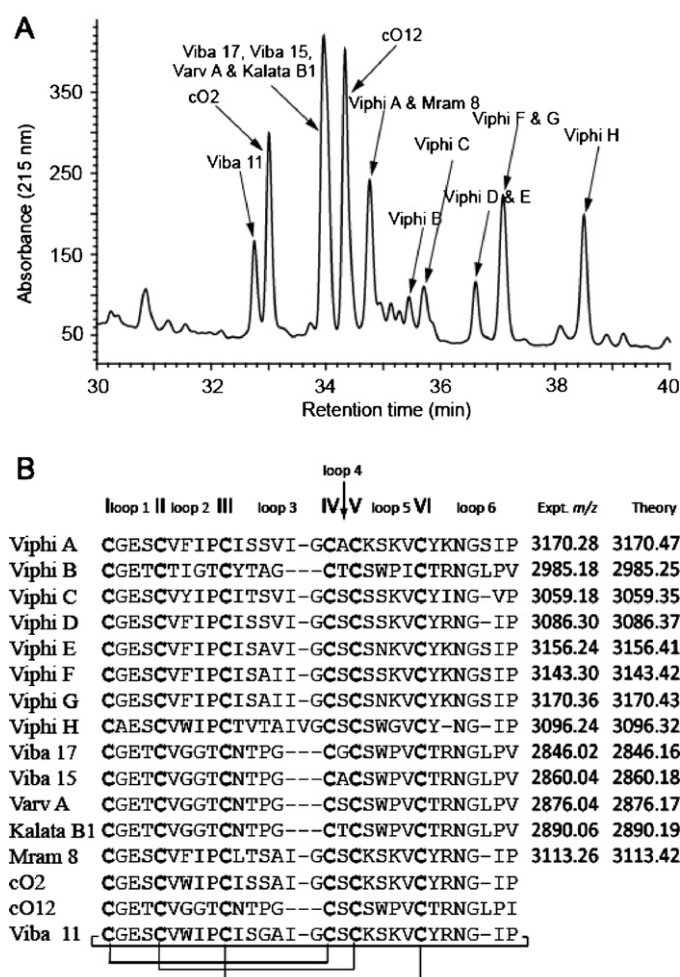 A
Viba 17, Viba 15,
Varv A & Kalata B1
cO12
cO2
Viba 11
Viphi A & Mram 8
Viphi C
Viphi B
Viphi F & G
Viphi D & E
Viphi H
Absorbance (215 nm)
350
250
150
50
30 32 34 36 38 40
Retention time (min)
B
loop 4
I loop 1 II loop 2 III loop 3 IV V loop 5 VI loop 6 Expt. m/z Theory
Viphi A CGESCVFIPCISSVI-GCACKSKVCYKNGSIP 3170.28 3170.47
Viphi B CGETCTIGTCYTAG---CTCSWPICTRNGLPV 2985.18 2985.25
Viphi C CGESCVYIPCITSVI-GCSCSSKVCYING-VP 3059.18 3059.35
Viphi D CGESCVFIPCISSVI-GCSCSSKVCYRNGSIP 3086.30 3086.37
Viphi E CGESCVFIPCISAVI-GCSCSNKVCYKNGSIP 3156.24 3156.41
Viphi F CGESCVFIPCISAII-GCSCSSKVCYKNGSIP 3143.30 3143.42
Viphi G CGESCVFIPCISAII-GCSCSNKVCYKNGSIP 3170.36 3170.43
Viphi H CAESCVWIPCTVTAIVGCSCSWGVCY-NG-IP 3096.24 3096.32
Viba 17 CGETCVGGTCNTPG---CGCSWPVCTRNGLPV 2846.02 2846.16
Viba 15 CGETCVGGTCNTPG---CACSWPVCTRNGLPV 2860.04 2860.18
Varv A CGETCVGGTCNTPG---CSCSWPVCTRNGLPV 2876.04 2876.17
Kalata B1 CGETCVGGTCNTPG---CTCSWPVCTRNGLPV 2890.06 2890.19
Mram 8 CGESCVFIPCLTSAI-GCSCKSKVCYRNG-IP 3113.26 3113.42
cO2 CGESCVWIPCISSAI-GCSCKSKVCYRNG-IP
cO12 CGETCVGGTCNTPG---CSCSWPVCTRNGLPI
Viba 11 CGESCVWIPCISGAI-GCSCKSKVCYRNG-IP